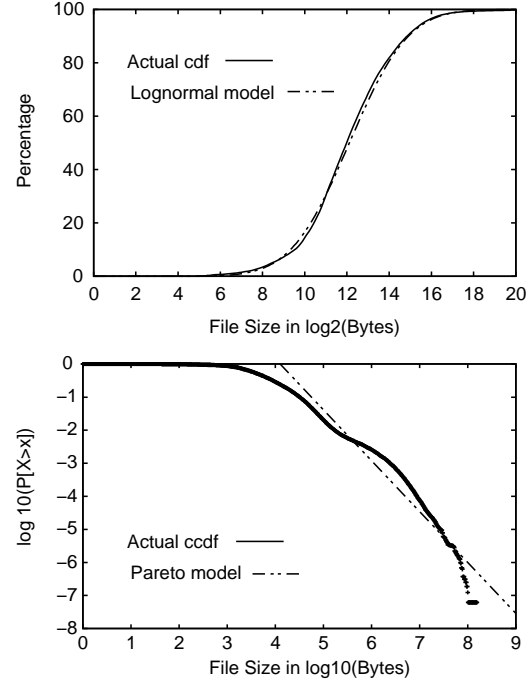 100
80
60
40
20
0
Percentage
Actual cdf
Lognormal model
0 2 4 6 8 10 12 14 16 18 20
File Size in log2(Bytes)
0
−1
−2
−3
−4
−5
−6
−7
−8
log 10(P[X>x])
Actual ccdf
Pareto model
0 1 2 3 4 5 6 7 8 9
File Size in log10(Bytes)